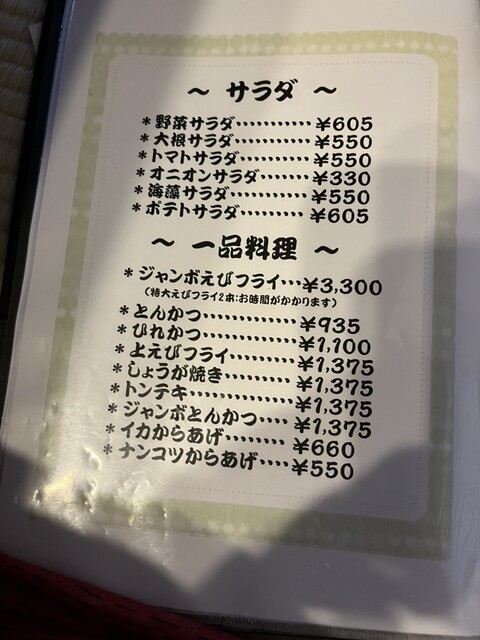 ～ サラダ ～
＊野菜サラダ………… ¥605
＊大根サラダ………… ¥550
＊トマトサラダ……… ¥550
＊オニオンサラダ…… ¥330
＊海藻サラダ………… ¥550
＊ポテトサラダ……… ¥605
～ 一品料理 ～
＊ジャンボえびフライ…¥3,300
（特大えびフライ2本:お時間がかかります）
＊とんかつ………… ¥935
＊ひれかつ………… ¥1,100
＊上えびフライ…… ¥1,375
＊しょうが焼き…… ¥1,375
＊トンテキ………… ¥1,375
＊ジャンボとんかつ… ¥1,375
＊イカからあげ…… ¥660
＊ナンコツからあげ… ¥550